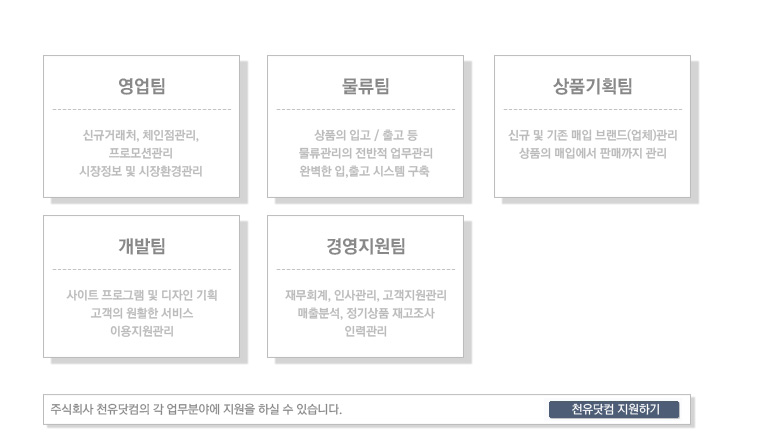 영업팀
신규거래처, 체인점관리,
프로모션관리
시장정보 및 시장환경관리
물류팀
상품의 입고 / 출고 등
물류관리의 전반적 업무관리
완벽한 입,출고 시스템 구축
상품기획팀
신규 및 기존 매입 브랜드(업체)관리
상품의 매입에서 판매까지 관리
개발팀
사이트 프로그램 및 디자인 기획
고객의 원활한 서비스
이용지원관리
경영지원팀
재무회계, 인사관리, 고객지원관리
매출분석, 정기상품 재고조사
인력관리
주식회사 천유닷컴의 각 업무분야에 지원을 하실 수 있습니다.
천유닷컴 지원하기